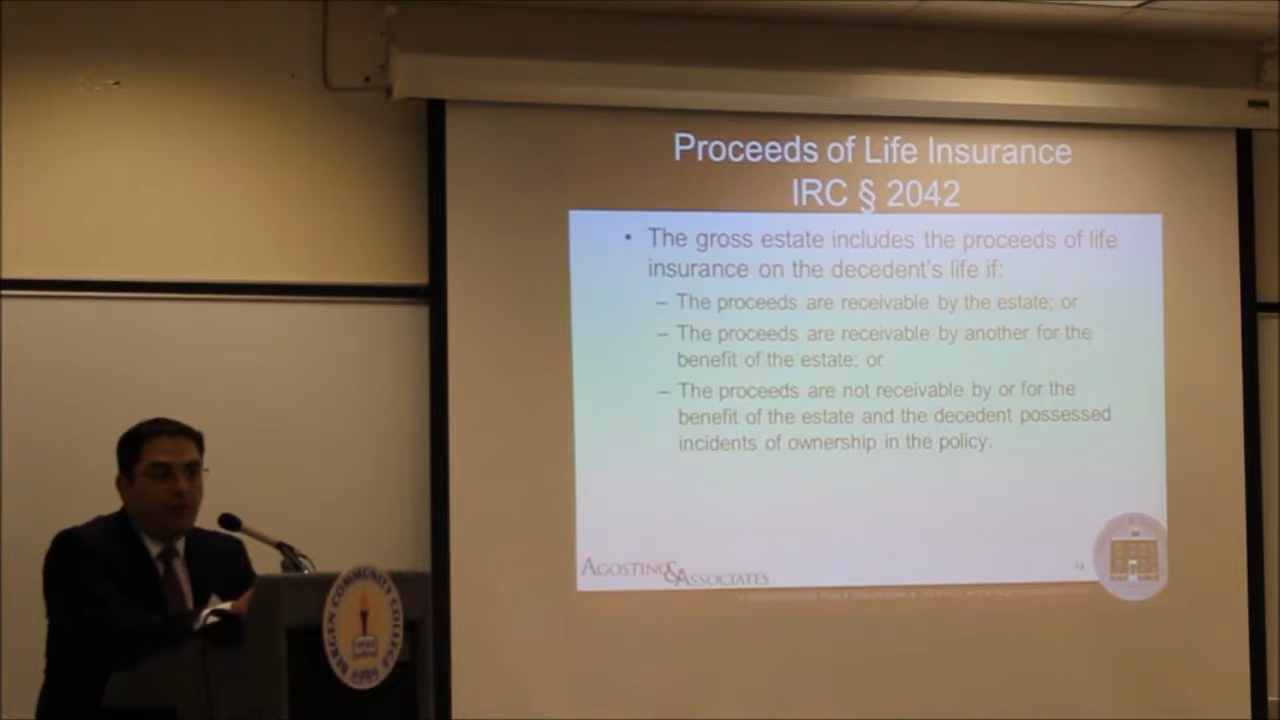 Proceeds of Life Insurance
IRC § 2042
• The gross estate includes the proceeds of life
insurance on the decedent's life if:
– The proceeds are receivable by the estate; or
– The proceeds are receivable by another for the
benefit of the estate; or
– The proceeds are not receivable by or for the
benefit of the estate and the decedent possessed
incidents of ownership in the policy.
AGOSTINO & ASSOCIATES
BERGEN COMMUNITY COLLEGE